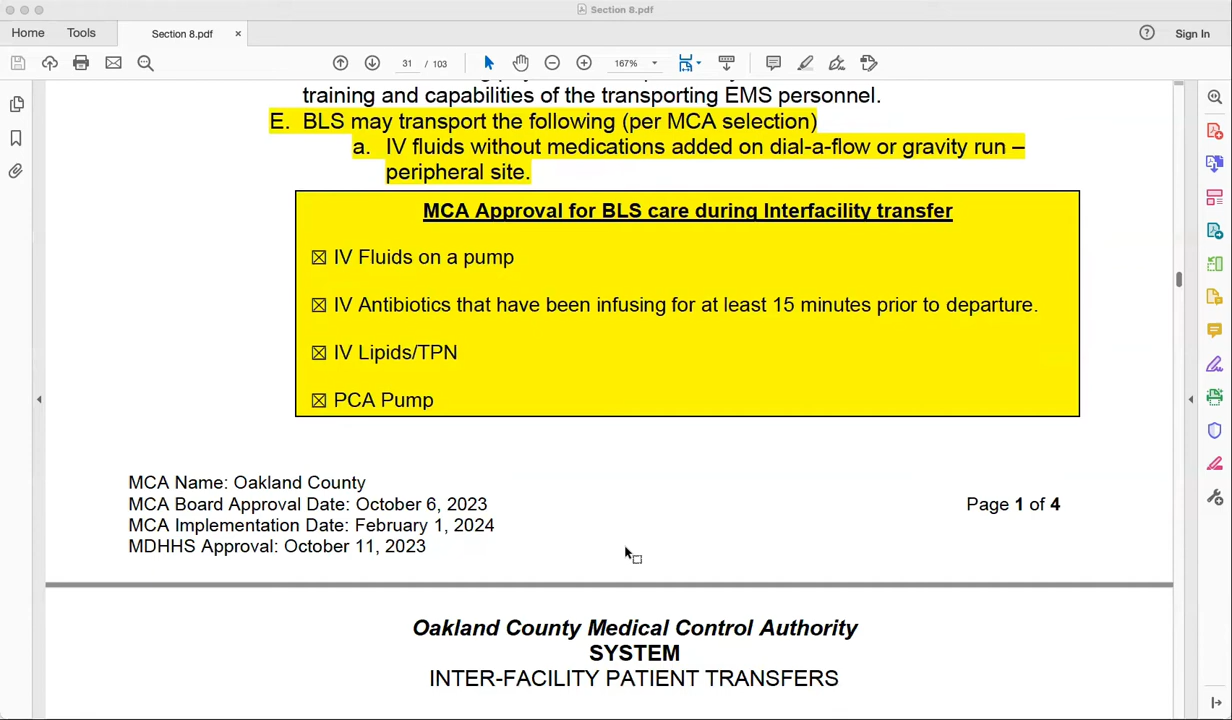 Section 8.pdf
Home
Tools
Section 8.pdf
×
Sign In
31 / 103
167%
training and capabilities of the transporting EMS personnel.
E. BLS may transport the following (per MCA selection)
a. IV fluids without medications added on dial-a-flow or gravity run –
peripheral site.
MCA Approval for BLS care during Interfacility transfer
☒ IV Fluids on a pump
☒ IV Antibiotics that have been infusing for at least 15 minutes prior to departure.
☒ IV Lipids/TPN
☒ PCA Pump
MCA Name: Oakland County
MCA Board Approval Date: October 6, 2023
Page 1 of 4
MCA Implementation Date: February 1, 2024
MDHHS Approval: October 11, 2023
Oakland County Medical Control Authority
SYSTEM
INTER-FACILITY PATIENT TRANSFERS